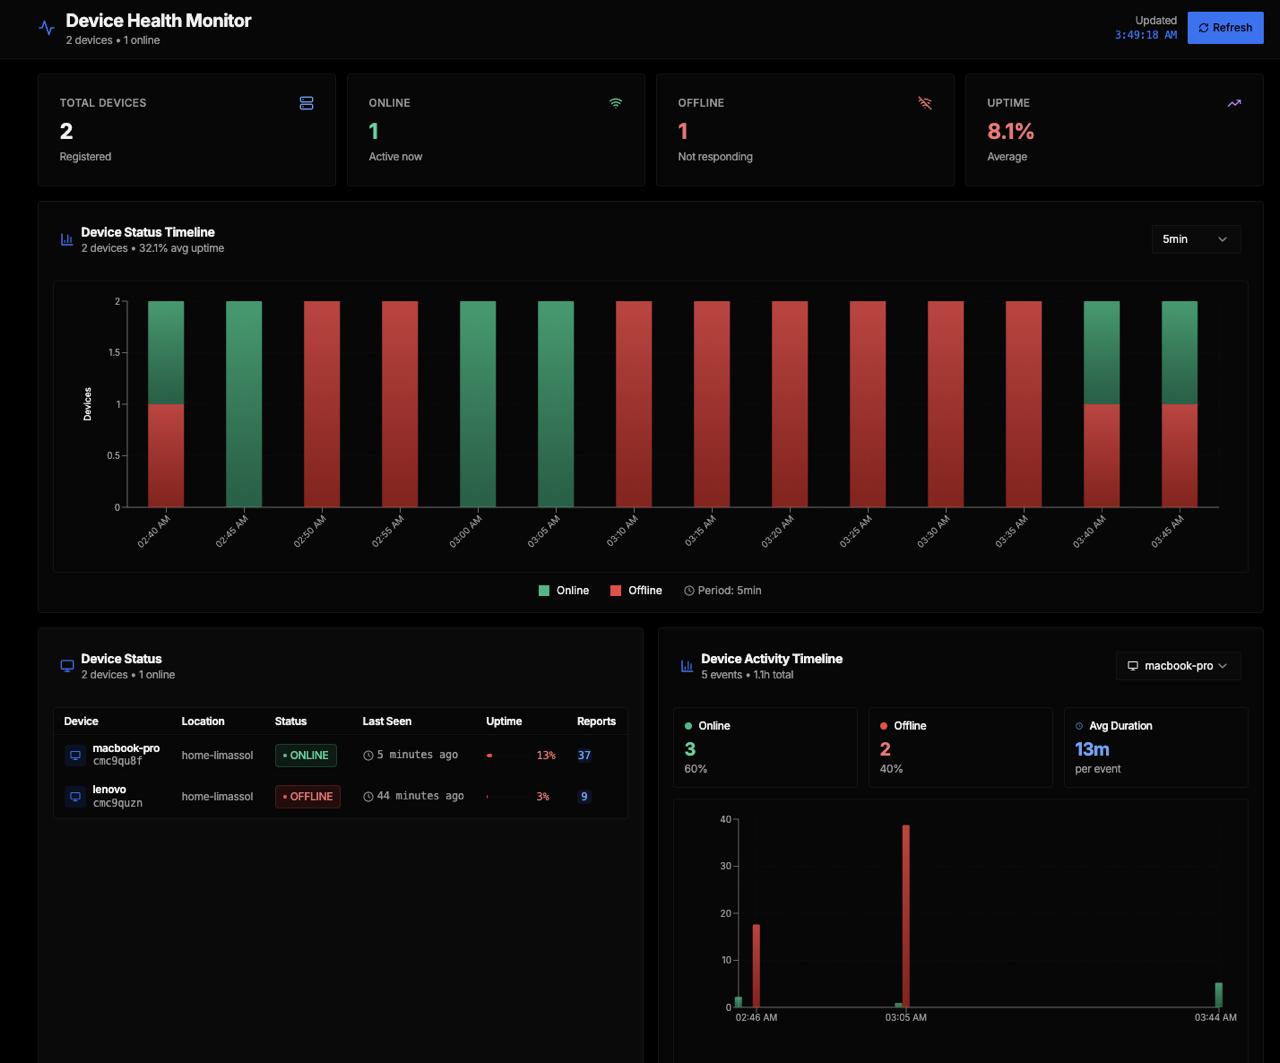 Device Health Monitor
2 devices • 1 online
Updated
3:49:18 AM
Refresh
TOTAL DEVICES
2
Registered
ONLINE
1
Active now
OFFLINE
1
Not responding
UPTIME
8.1%
Average
Device Status Timeline
2 devices • 32.1% avg uptime
5min
Devices
2
1.5
1
0.5
0
02:40 AM
02:45 AM
02:50 AM
02:55 AM
03:00 AM
03:05 AM
03:10 AM
03:15 AM
03:20 AM
03:25 AM
03:30 AM
03:35 AM
03:40 AM
03:45 AM
Online
Offline
Period: 5min
Device Status
2 devices • 1 online
Device Location Status Last Seen Uptime Reports
macbook-pro
cmc9qu8f
home-limassol
• ONLINE
5 minutes ago
13%
37
lenovo
cmc9quzn
home-limassol
• OFFLINE
44 minutes ago
3%
9
Device Activity Timeline
5 events • 1.1h total
macbook-pro
Online
3
60%
Offline
2
40%
Avg Duration
13m
per event
40
30
20
10
0
02:46 AM
03:05 AM
03:44 AM